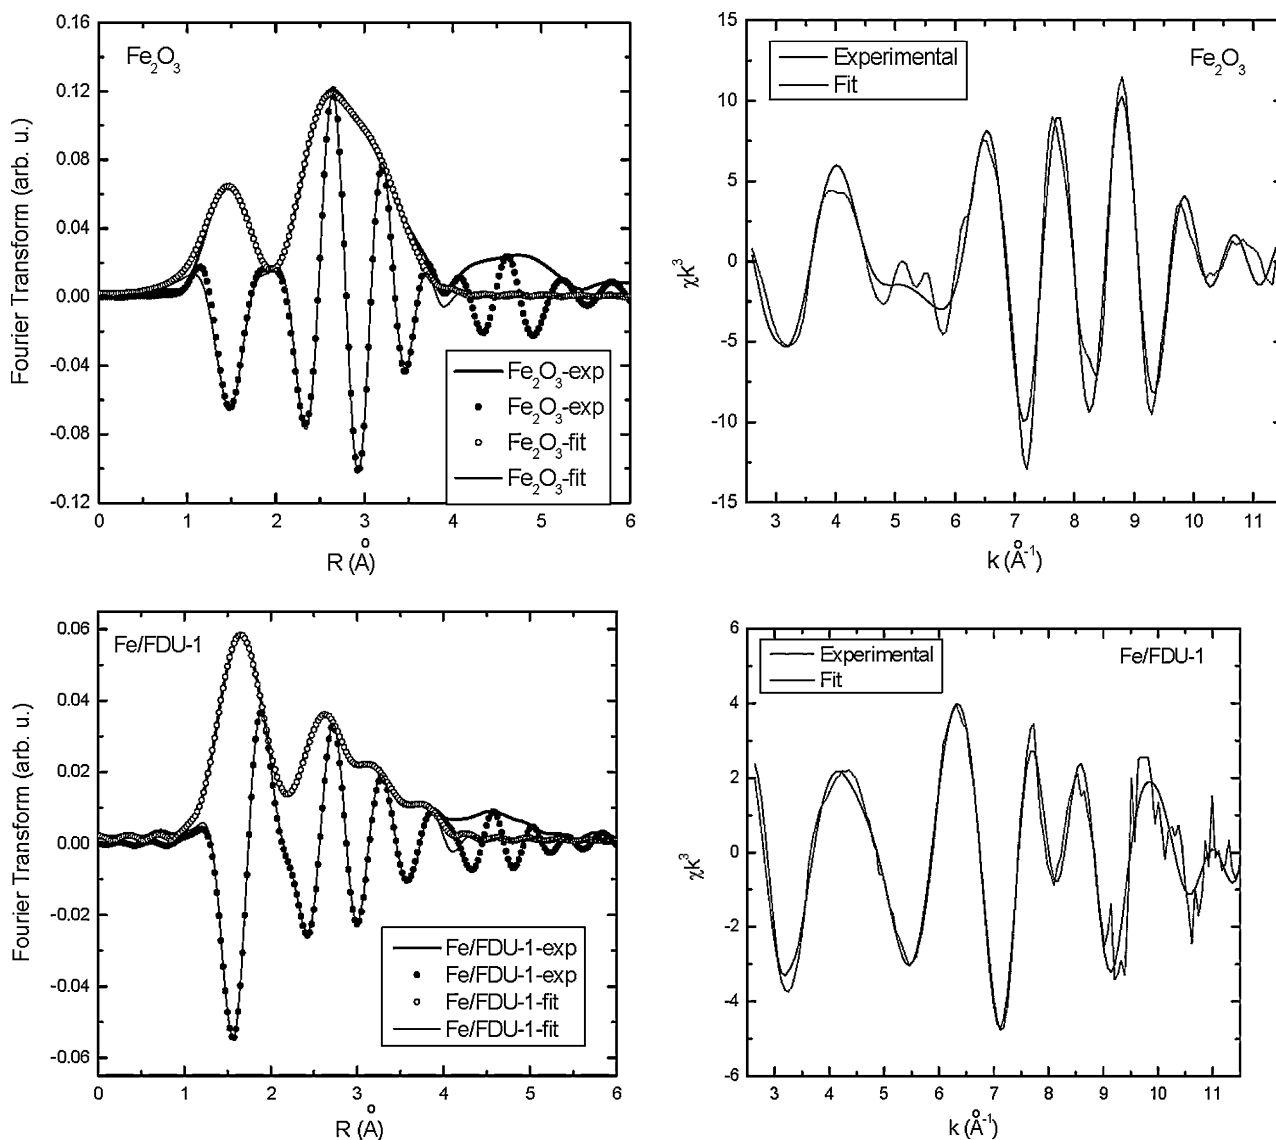 0.16
0.12
0.08
0.04
0.00
-0.04
-0.08
-0.12
Fourier Transform (arb. u.)
Fe₂O₃
Fe₂O₃-exp
Fe₂O₃-exp
Fe₂O₃-fit
Fe₂O₃-fit
0 1 2 3 4 5 6
R (Å)
15
10
5
0
-5
-10
-15
χk³
Experimental
Fit
Fe₂O₃
3 4 5 6 7 8 9 10 11
k (Å⁻¹)
0.06
0.04
0.02
0.00
-0.02
-0.04
-0.06
Fourier Transform (arb. u.)
Fe/FDU-1
Fe/FDU-1-exp
Fe/FDU-1-exp
Fe/FDU-1-fit
Fe/FDU-1-fit
0 1 2 3 4 5 6
R (Å)
6
4
2
0
-2
-4
-6
χk³
Experimental
Fit
Fe/FDU-1
3 4 5 6 7 8 9 10 11
k (Å⁻¹)